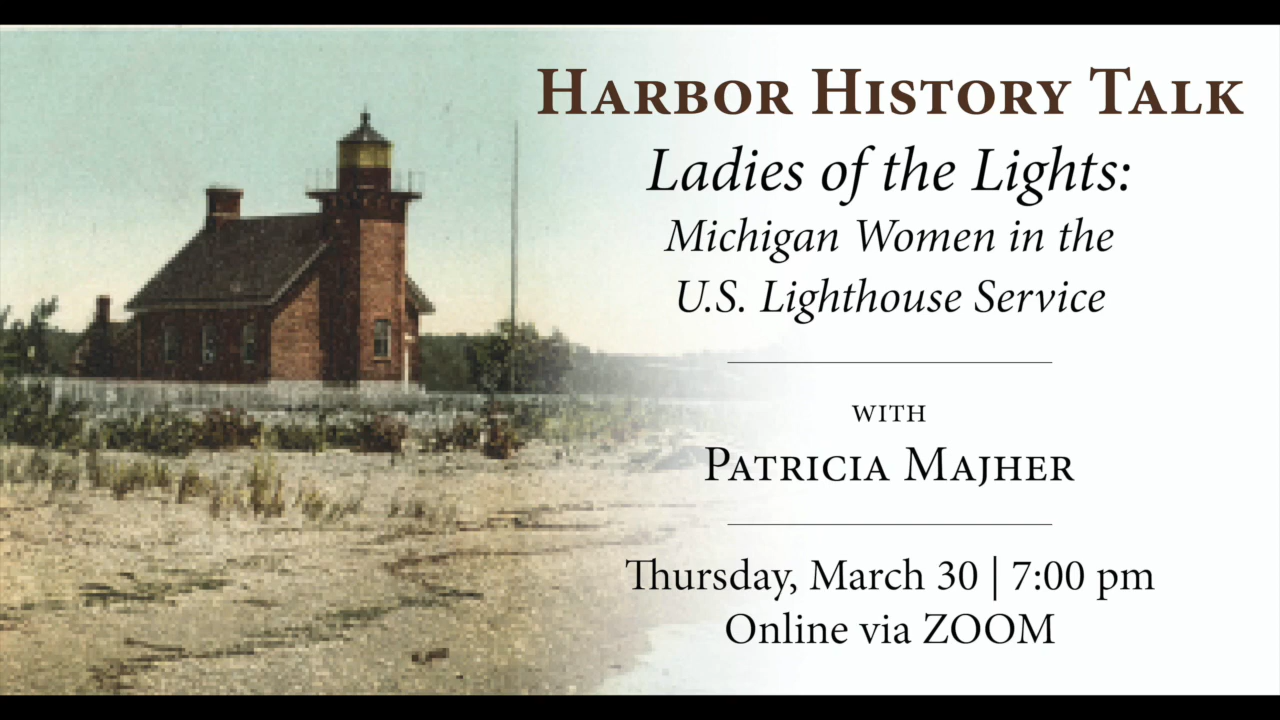 Harbor History Talk
Ladies of the Lights:
Michigan Women in the
U.S. Lighthouse Service
with
Patricia Majher
Thursday, March 30 | 7:00 pm
Online via ZOOM